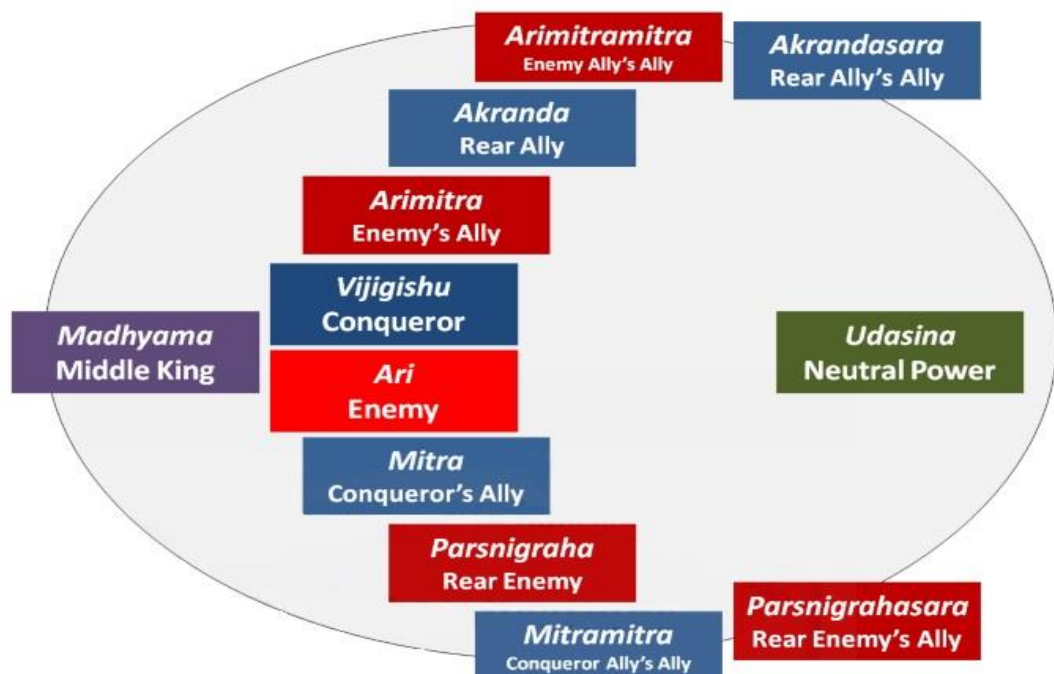 Arimitramitra
Enemy Ally's Ally
Akrandasara
Rear Ally's Ally
Akranda
Rear Ally
Arimitra
Enemy's Ally
Vijigishu
Conqueror
Madhyama
Middle King
Udasina
Neutral Power
Ari
Enemy
Mitra
Conqueror's Ally
Parsnigraha
Rear Enemy
Parsnigrahasara
Rear Enemy's Ally
Mitramitra
Conqueror Ally's Ally